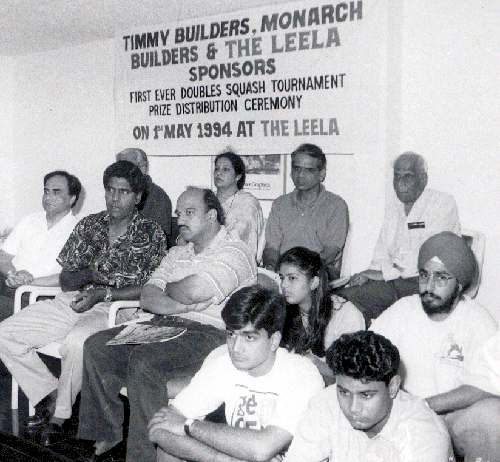 TIMMY BUILDERS, MONARCH
BUILDERS & THE LEELA
SPONSORS
FIRST EVER DOUBLES SQUASH TOURNAMENT
PRIZE DISTRIBUTION CEREMONY
ON 1ST MAY 1994 AT THE LEELA